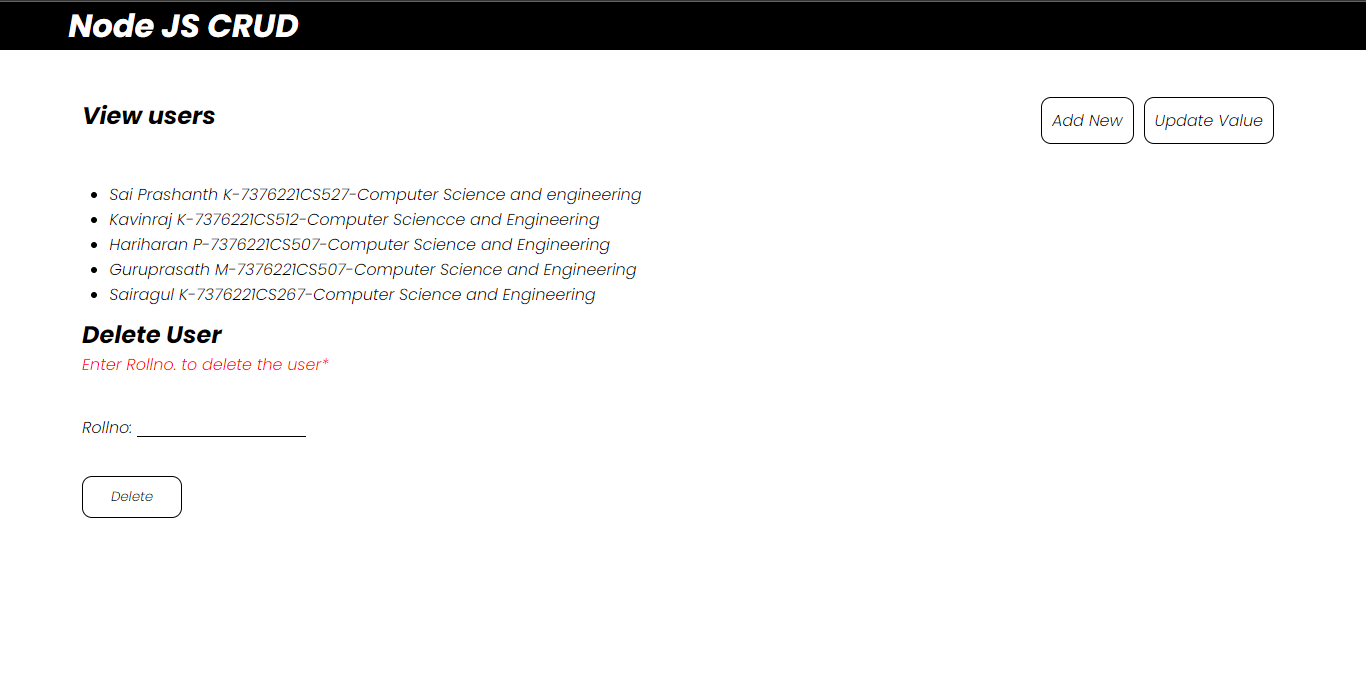 Node JS CRUD
View users
Add New
Update Value
Sai Prashanth K-7376221CS527-Computer Science and engineering
Kavinraj K-7376221CS512-Computer Sciencce and Engineering
Hariharan P-7376221CS507-Computer Science and Engineering
Guruprasath M-7376221CS507-Computer Science and Engineering
Sairagul K-7376221CS267-Computer Science and Engineering
Delete User
Enter Rollno. to delete the user*
Rollno:
Delete